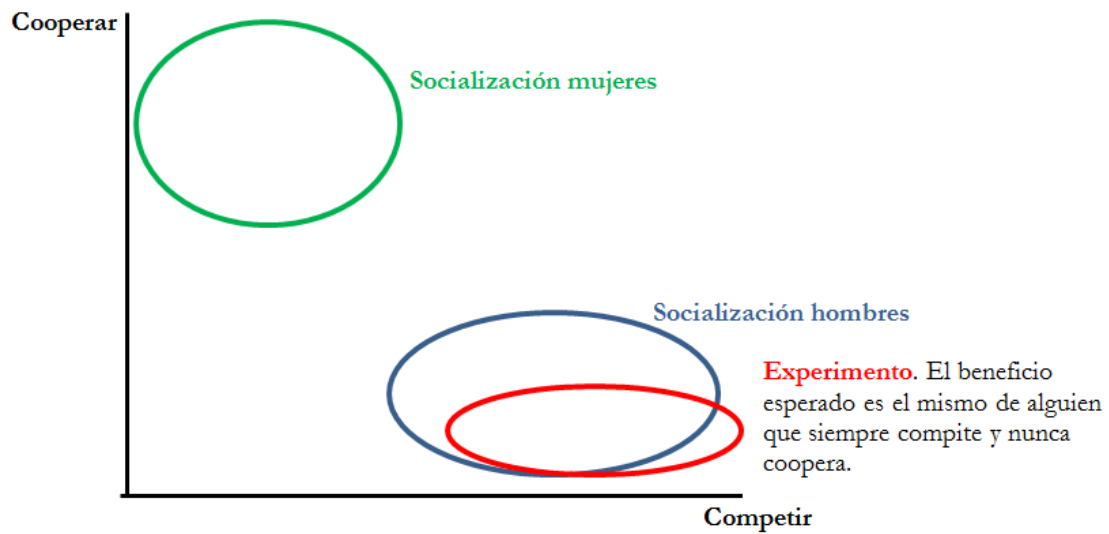 Cooperar
Socialización mujeres
Socialización hombres
Experimento. El beneficio
esperado es el mismo de alguien
que siempre compite y nunca
coopera.
Competir